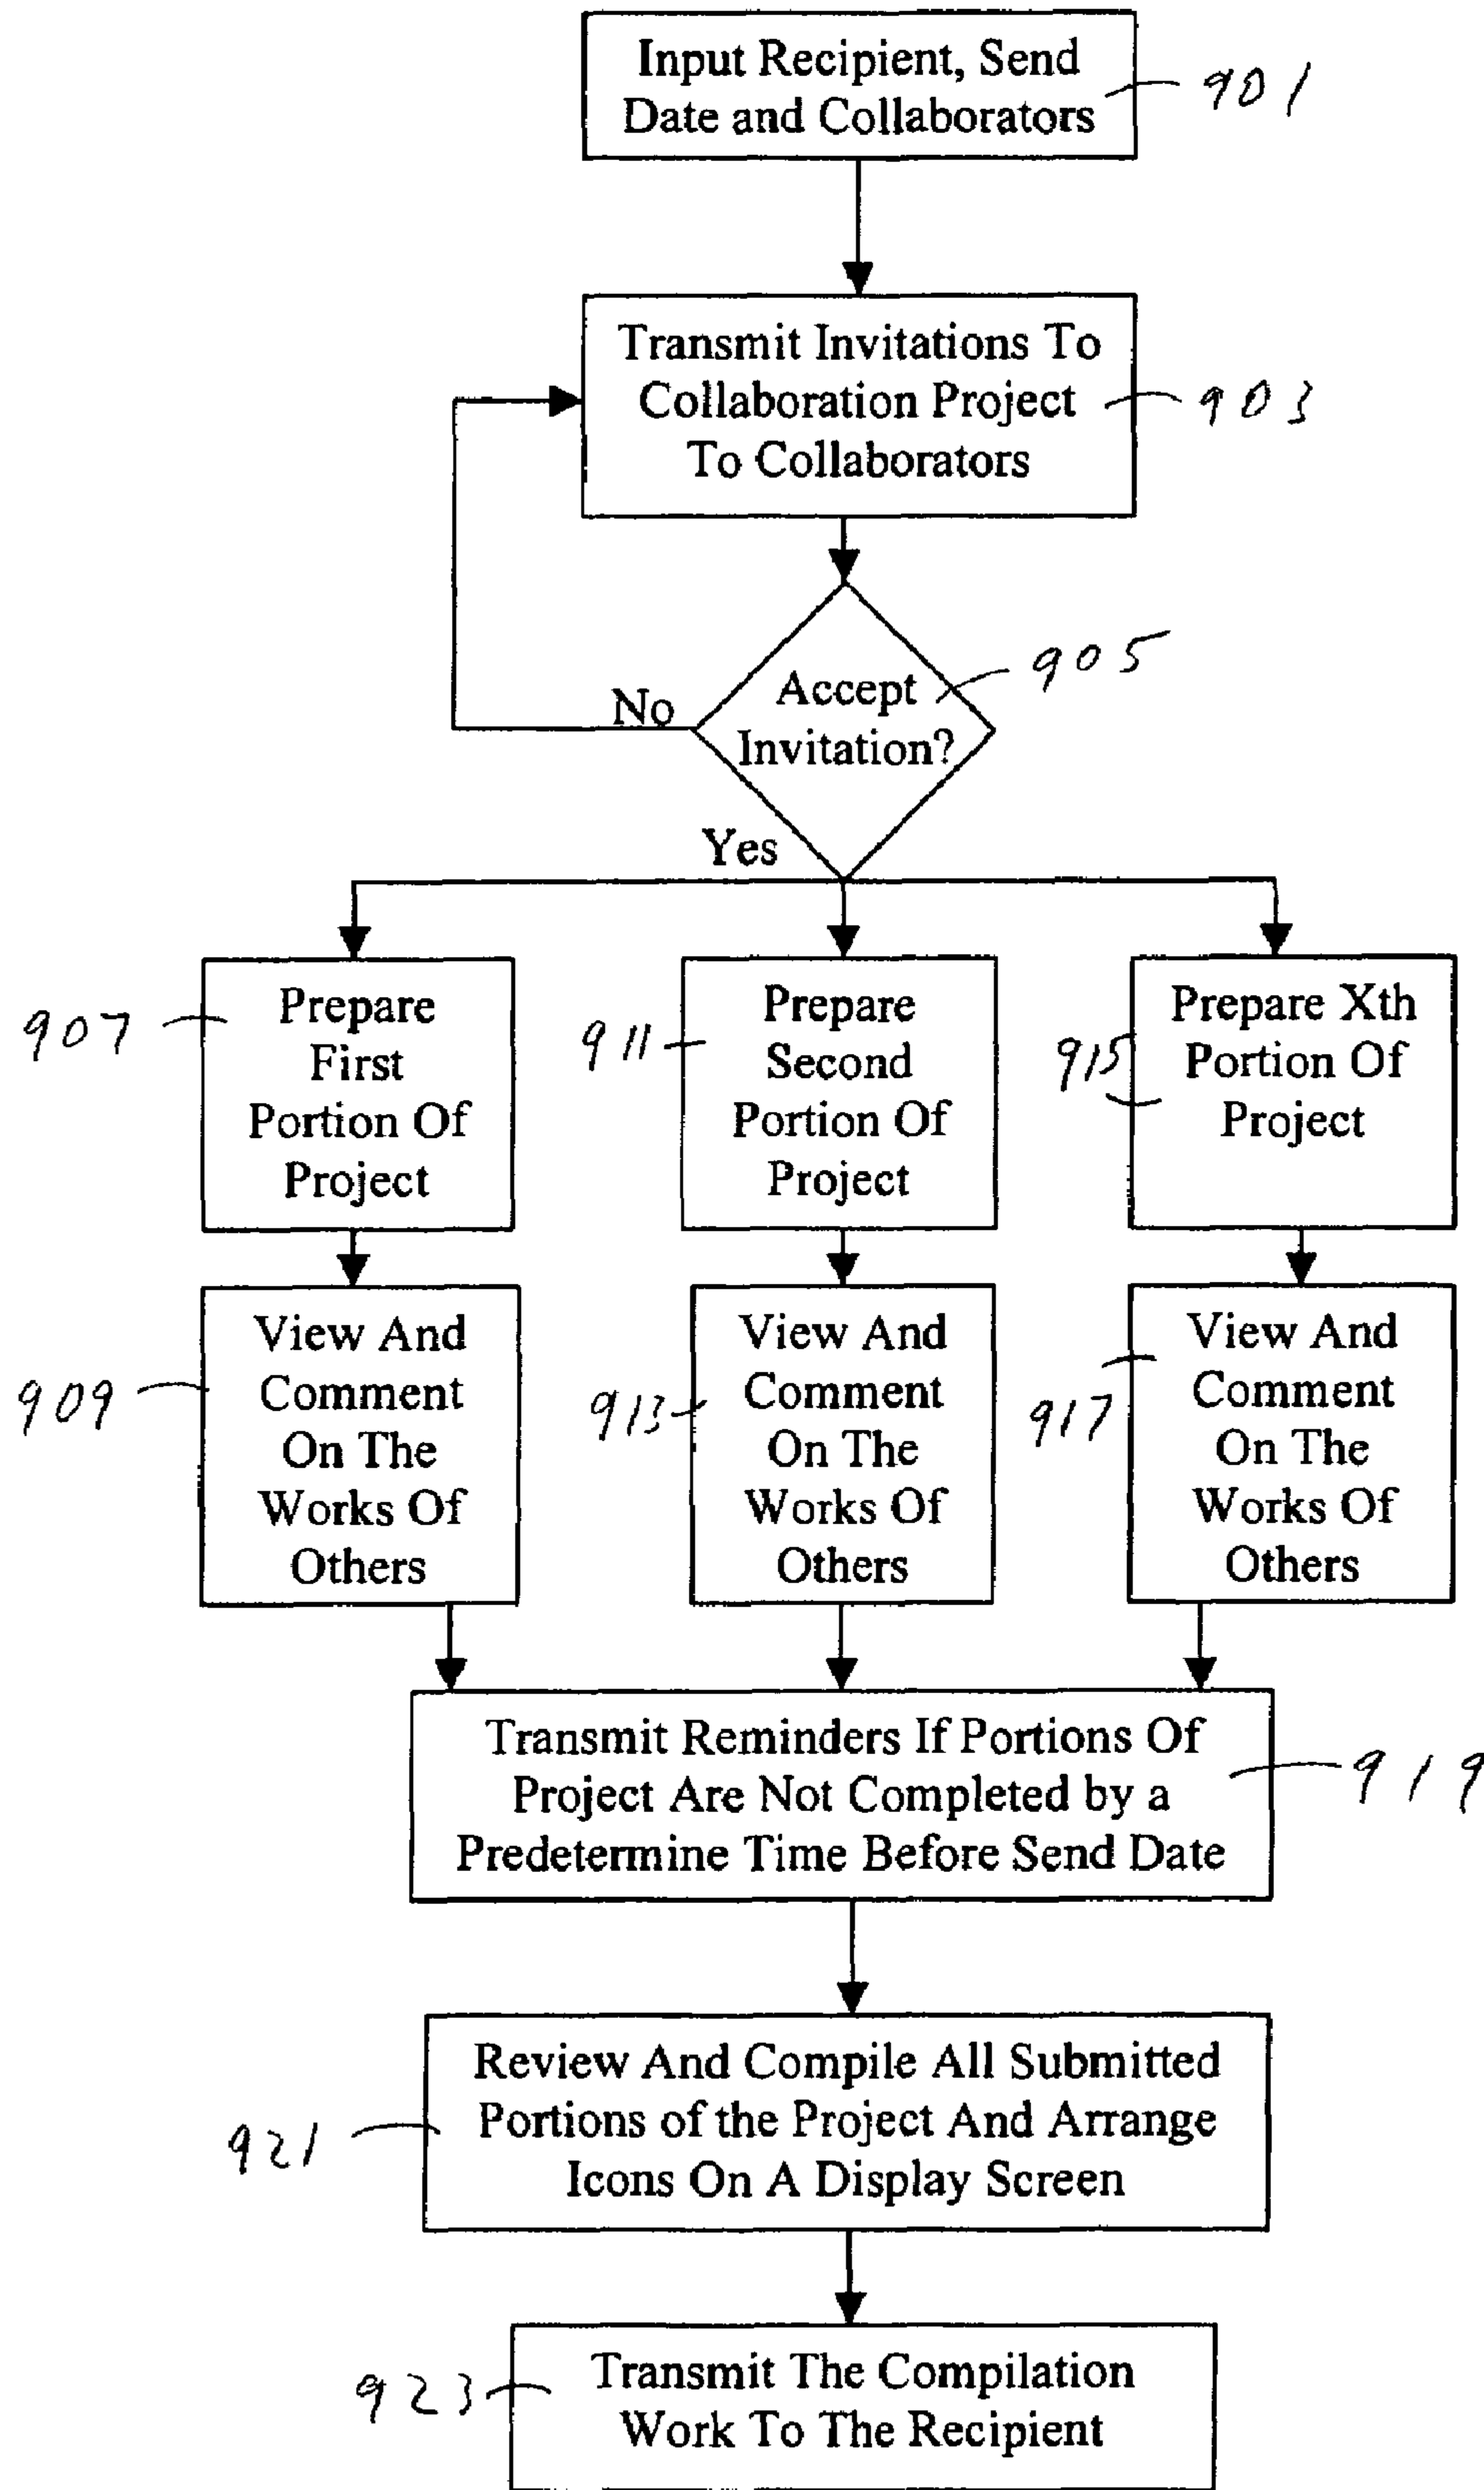 Input Recipient, Send
Date and Collaborators
901
Transmit Invitations To
Collaboration Project
To Collaborators
903
Accept
Invitation?
905
No
Yes
907
Prepare
First
Portion Of
Project
911
Prepare
Second
Portion Of
Project
915
Prepare Xth
Portion Of
Project
909
View And
Comment
On The
Works Of
Others
913
View And
Comment
On The
Works Of
Others
917
View And
Comment
On The
Works Of
Others
Transmit Reminders If Portions Of
Project Are Not Completed by a
Predetermine Time Before Send Date
919
921
Review And Compile All Submitted
Portions of the Project And Arrange
Icons On A Display Screen
923
Transmit The Compilation
Work To The Recipient